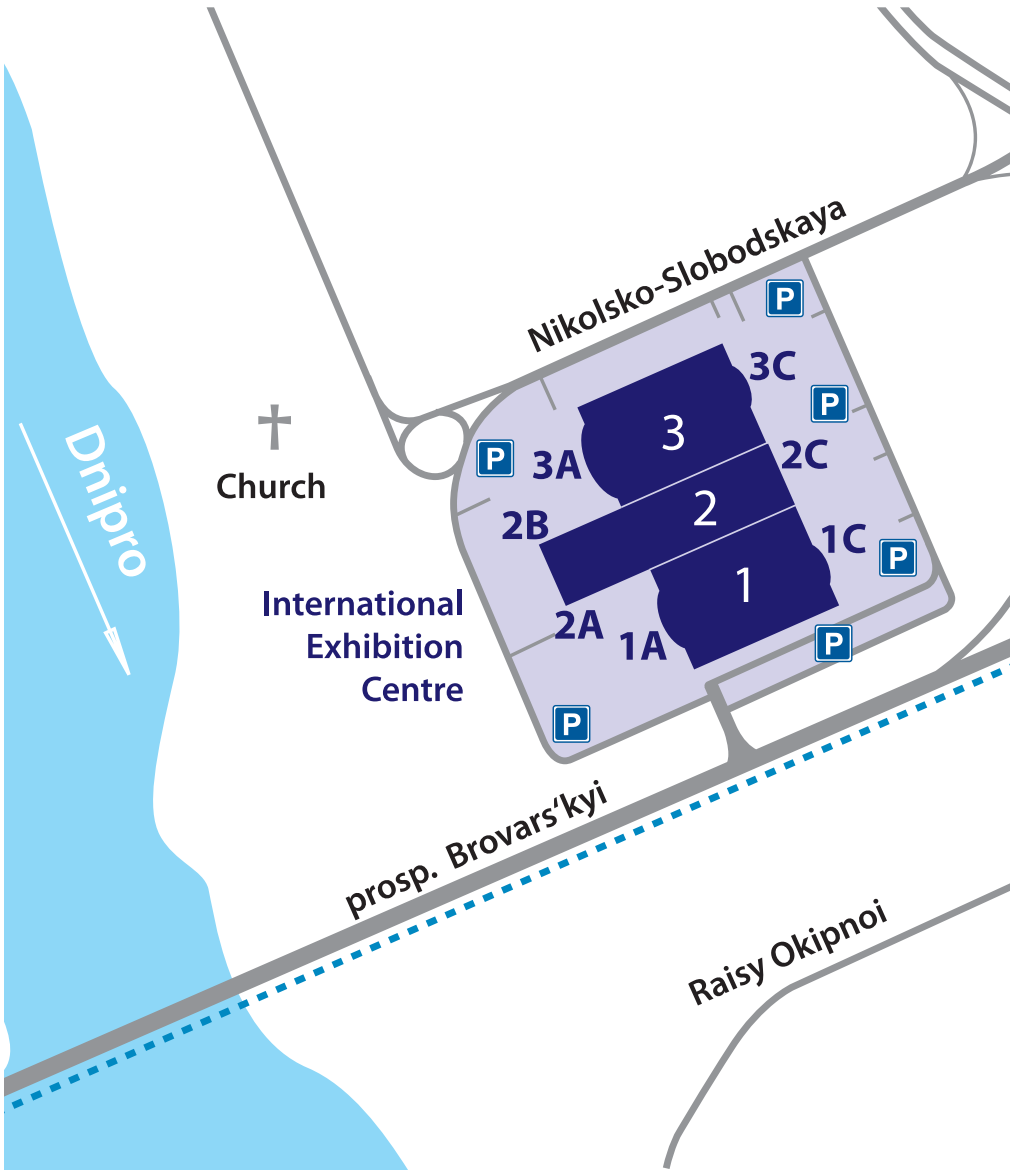 Nikolsko-Slobodskaya
P
3C
P
3
Dnipro
Church
P
3A
2C
2
2B
1C
P
1
International
Exhibition
Centre
2A
1A
P
P
prosp. Brovars‘kyi
Raisy Okipnoi